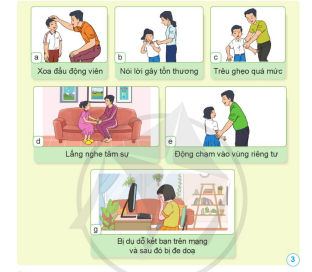 a
Xoa đầu động viên
b
Nói lời gây tổn thương
c
Trêu ghẹo quá mức
d
Lắng nghe tâm sự
e
Động chạm vào vùng riêng tư
g
Bị dụ dỗ kết bạn trên mạng
và sau đó bị đe doạ
3